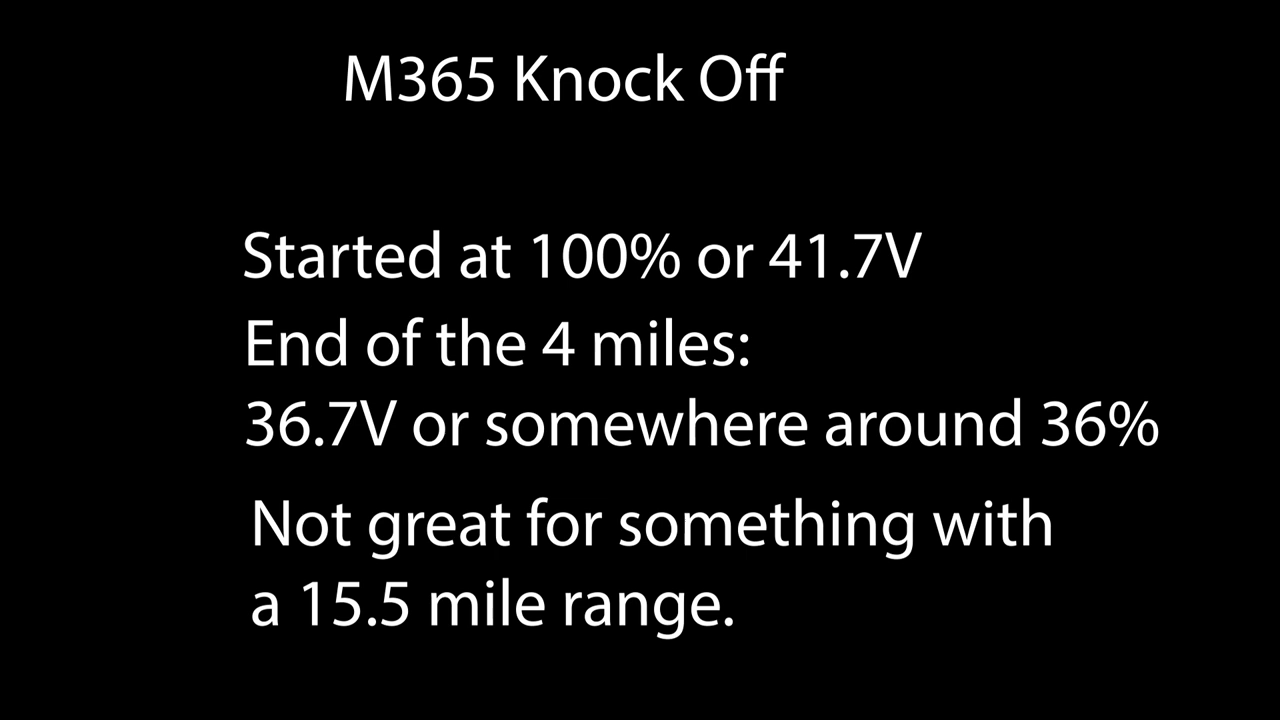 M365 Knock Off
Started at 100% or 41.7V
End of the 4 miles:
36.7V or somewhere around 36%
Not great for something with
a 15.5 mile range.